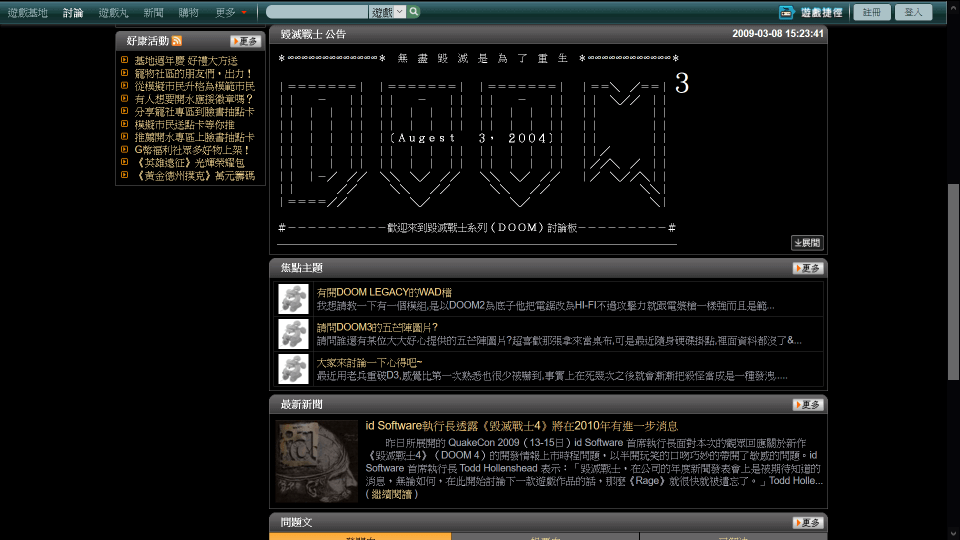 遊戲基地 討論 遊戲丸 新聞 購物 更多 遊戲 遊戲捷徑 註冊 登入
好康活動 更多
基地週年慶 好禮大方送
寵物社區的朋友們，出力！
從模擬市民升格為模範市民
有人想要開水應援徽章嗎？
分享寵社專區到臉書抽點卡
模擬市民送點卡等你推
推薦開水專區上臉書抽點卡
G幣福利社眾多好物上架！
《英雄遠征》光輝榮耀包
《黃金德州撲克》萬元籌碼
毀滅戰士 公告 2009-03-08 15:23:41
無 盡 毀 滅 是 為 了 重 生
3
〔Augest 3，2004〕
#－－－－－－－－－－歡迎來到毀滅戰士系列（DOOM）討論板－－－－－－－－－#
展開
焦點主題 更多
有開DOOM LEGACY的WAD檔
我想請教一下有一個模組,是以DOOM2為底子他把電鋸改為HI-FI不過攻擊力就跟電漿槍一樣強而且是範...
請問DOOM3的五芒陣圖片?
請問誰還有某位大大好心提供的五芒陣圖片?超喜歡那張拿來當桌布,可是最近隨身硬碟掛點,裡面資料都沒了&...
大家來討論一下心得吧~
最近用老兵重破D3,感覺比第一次熟悉也很少被嚇到,事實上在死幾次之後就會漸漸把殺怪當成是一種發洩.....
最新新聞 更多
id Software執行長透露《毀滅戰士4》將在2010年有進一步消息
昨日所展開的 QuakeCon 2009（13-15日）id Software 首席執行長面對本次的觀眾回應關於新作
《毀滅戰士4》（DOOM 4）的開發情報上市時程問題，以半開玩笑的口吻巧妙的帶開了敏感的問題。id
Software 首席執行長 Todd Hollenshead 表示：「毀滅戰士，在公司的年度新聞發表會上是被期待知道的
消息，無論如何，在此開始討論下一款遊戲作品的話，那麼《Rage》就很快就被遺忘了。」Todd Holle...
( 繼續閱讀 )
問題文 更多